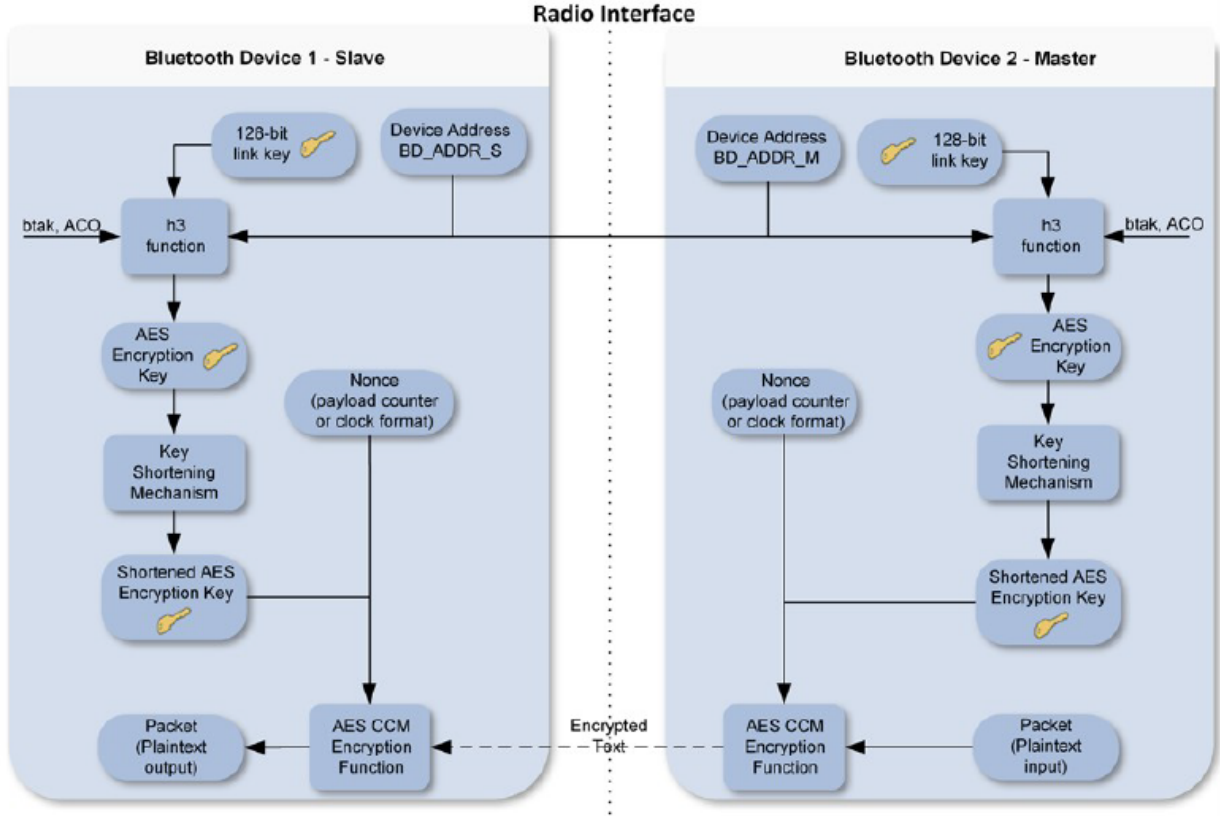 Radio Interface
Bluetooth Device 1 - Slave
128-bit
link key
Device Address
BD_ADDR_S
btak, ACO
h3
function
AES
Encryption
Key
Nonce
(payload counter
or clock format)
Key
Shortening
Mechanism
Shortened AES
Encryption Key
Packet
(Plaintext
output)
AES CCM
Encryption
Function
Encrypted
Text
Bluetooth Device 2 - Master
Device Address
BD_ADDR_M
128-bit
link key
h3
function
btak, ACO
AES
Encryption
Key
Nonce
(payload counter
or clock format)
Key
Shortening
Mechanism
Shortened AES
Encryption Key
AES CCM
Encryption
Function
Packet
(Plaintext
input)